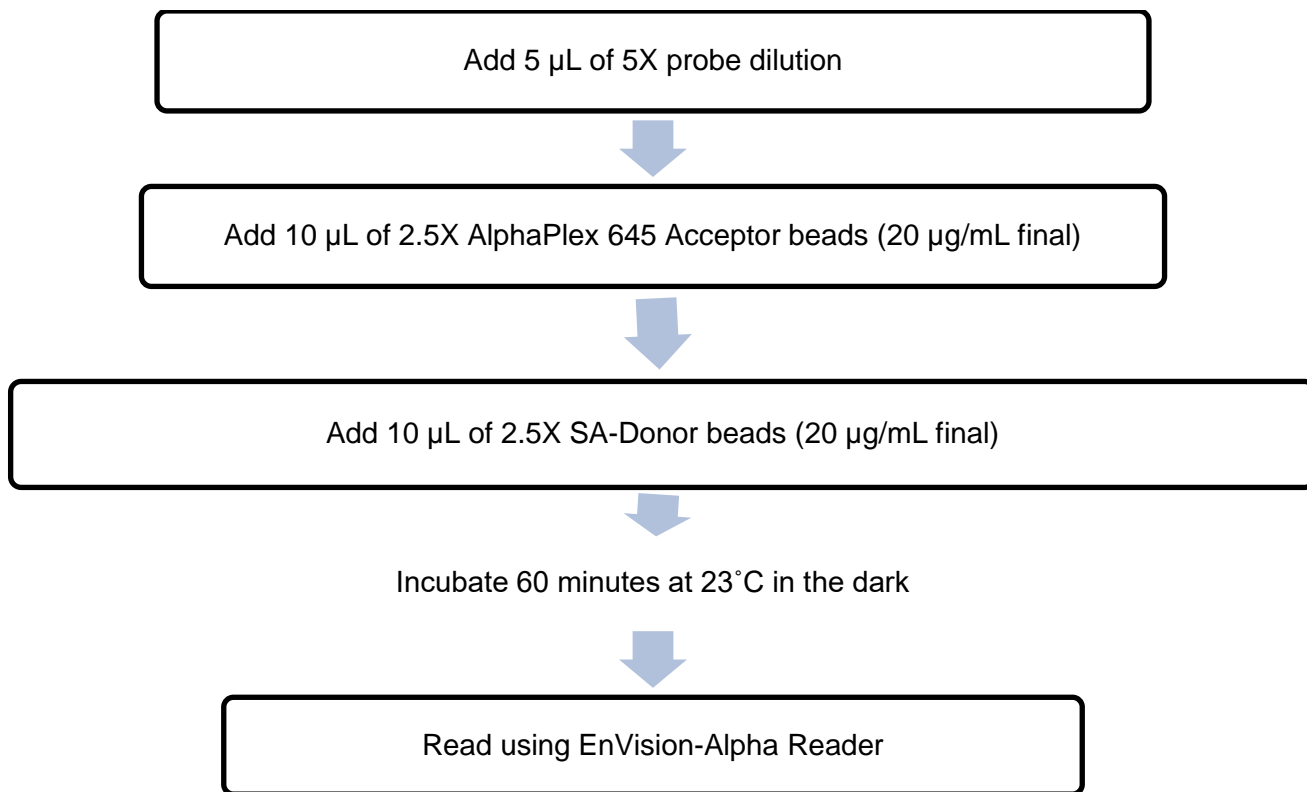 Add 5 µL of 5X probe dilution
Add 10 µL of 2.5X AlphaPlex 645 Acceptor beads (20 µg/mL final)
Add 10 µL of 2.5X SA-Donor beads (20 µg/mL final)
Incubate 60 minutes at 23˚C in the dark
Read using EnVision-Alpha Reader